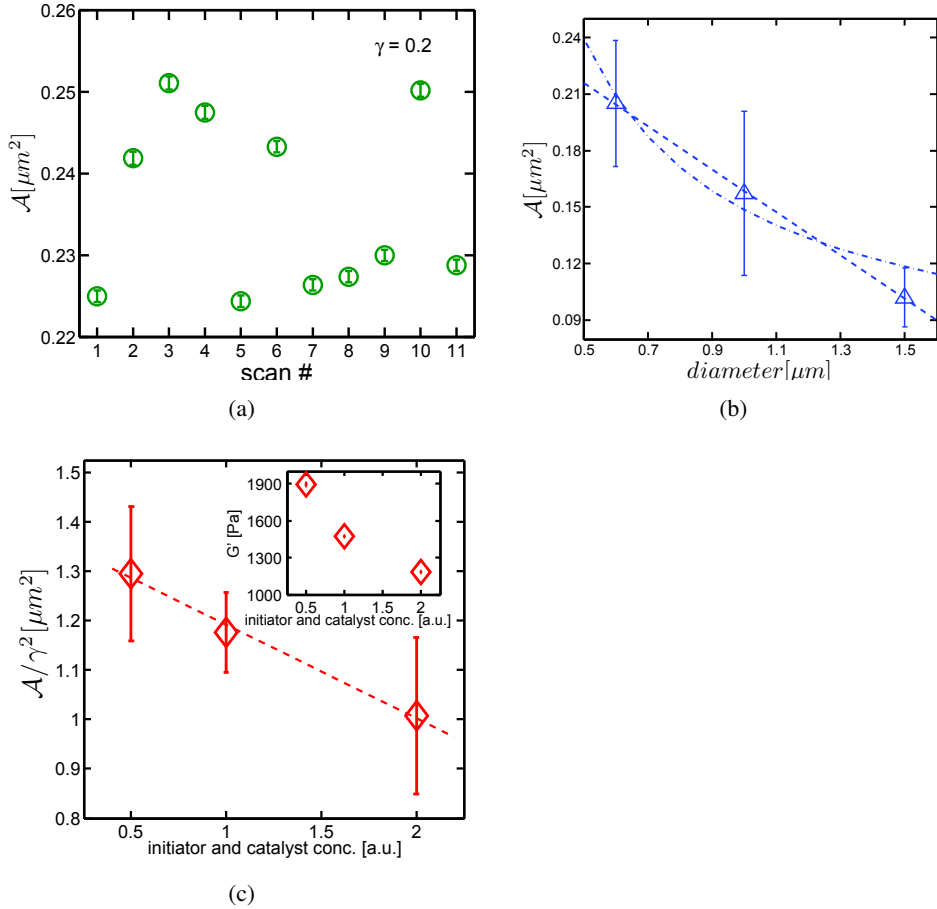 0.26
0.25
0.24
0.23
0.22
𝒜[μm²]
γ = 0.2
1 2 3 4 5 6 7 8 9 10 11
scan #
(a)
0.24
0.21
0.18
0.15
0.12
0.09
𝒜[μm²]
0.5 0.7 0.9 1.1 1.3 1.5
diameter[μm]
(b)
1.5
1.4
1.3
1.2
1.1
1
0.9
0.8
𝒜/γ²[μm²]
1900
1600
1300
1000
G' [Pa]
0.5 1 2
initiator and catalyst conc. [a.u.]
0.5 1 1.5 2
initiator and catalyst conc. [a.u.]
(c)